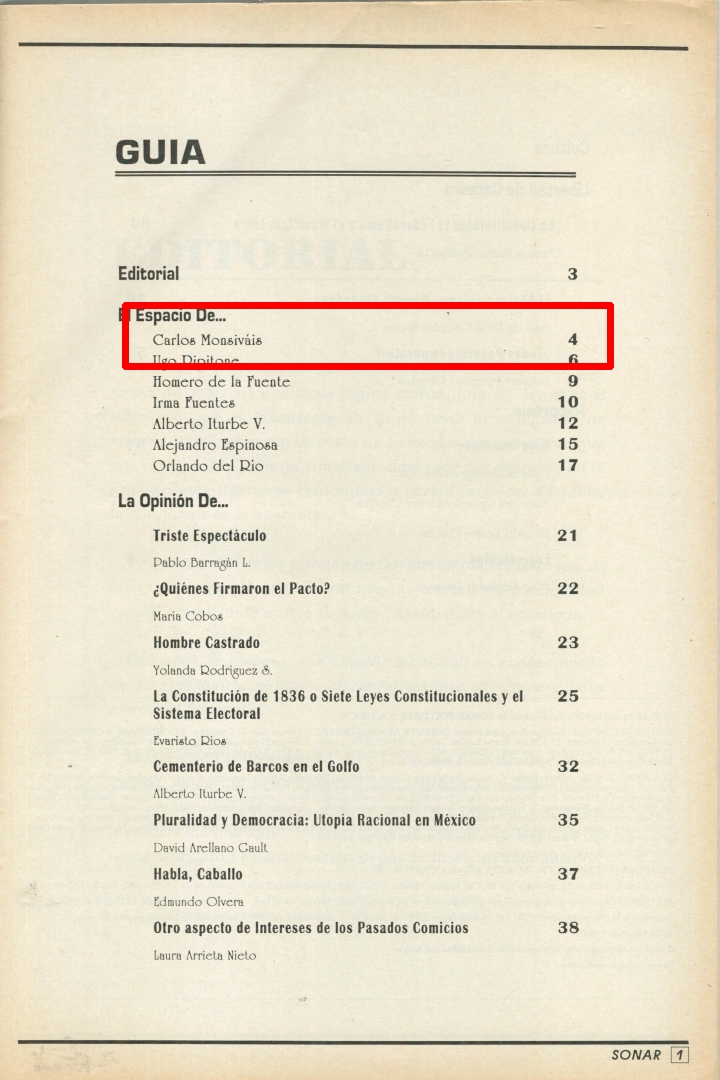 GUIA
Editorial 3
El Espacio De...
Carlos Monsiváis 4
Ugo Pipitone 6
Homero de la Fuente 9
Irma Fuentes 10
Alberto Iturbe V. 12
Alejandro Espinosa 15
Orlando del Río 17
La Opinión De...
Triste Espectáculo 21
Pablo Barragán L.
¿Quiénes Firmaron el Pacto? 22
Maria Cobos
Hombre Castrado 23
Yolanda Rodríguez S.
La Constitución de 1836 o Siete Leyes Constitucionales y el 25
Sistema Electoral
Evaristo Rios
Cementerio de Barcos en el Golfo 32
Alberto Iturbe V.
Pluralidad y Democracia: Utopía Racional en México 35
David Arellano Gault
Habla, Caballo 37
Edmundo Olvera
Otro aspecto de Intereses de los Pasados Comicios 38
Laura Arrieta Nieto
SONAR 1